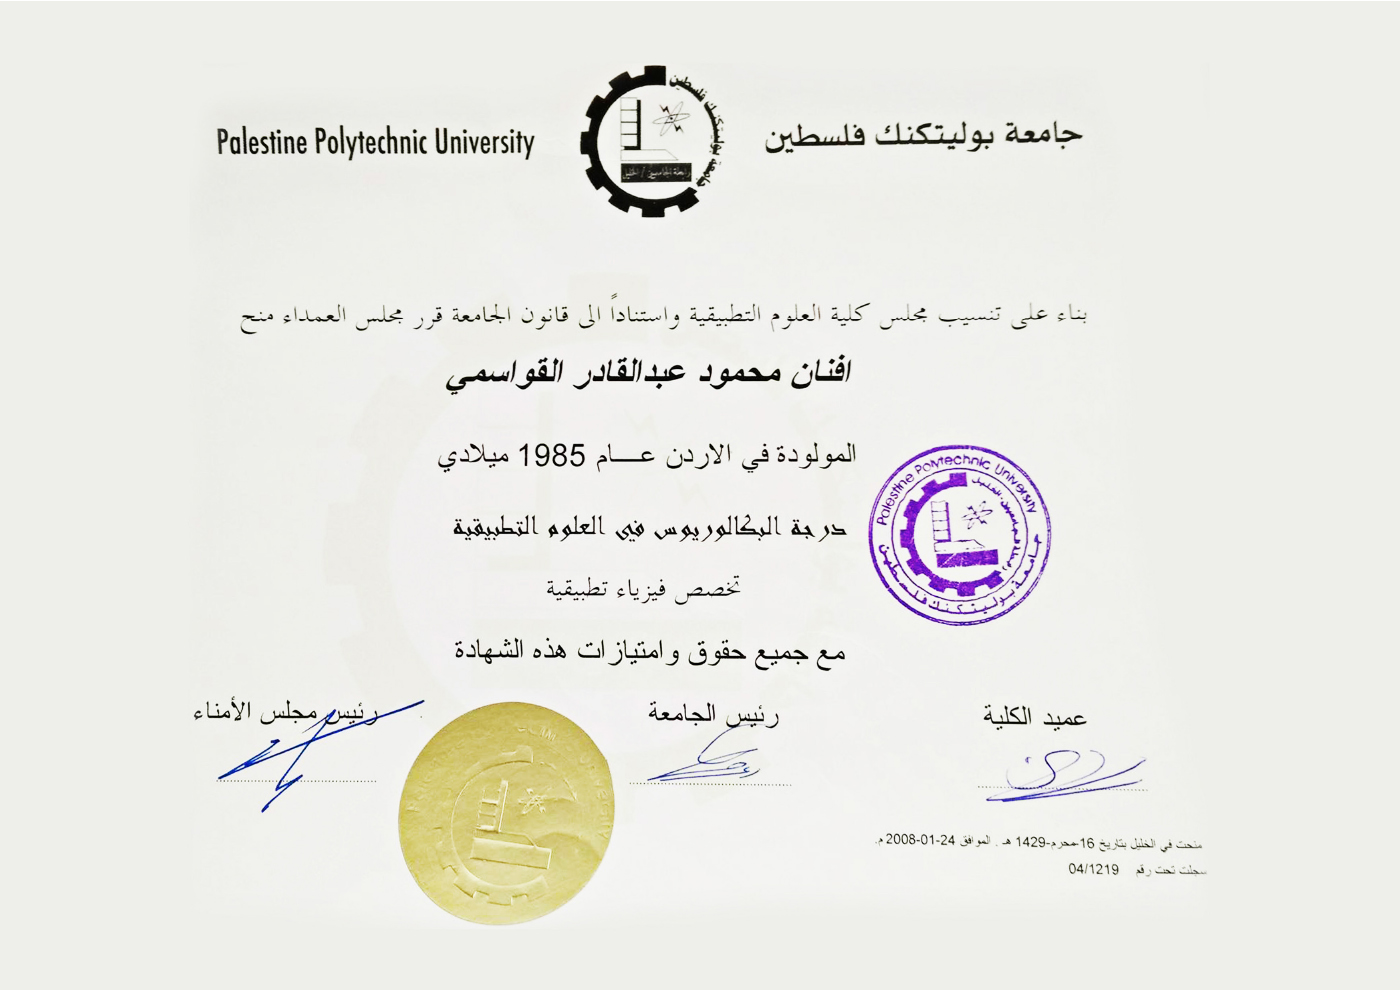 Palestine Polytechnic University
جامعة بوليتكنك فلسطين
جامعة بوليتكنك فلسطين
رابطة الجامعيين / الخليل
بناء على تنسيب مجلس كلية العلوم التطبيقية واستناداً الى قانون الجامعة قرر مجلس العمداء منح
افنان محمود عبدالقادر القواسمي
المولودة في الاردن عـــام 1985 ميلادي
درجة البكالوريوس في العلوم التطبيقية
تخصص فيزياء تطبيقية
مع جميع حقوق وامتيازات هذه الشهادة
Palestine Polytechnic University
جامعة بوليتكنك فلسطين
عميد الكلية
رئيس الجامعة
رئيس مجلس الأمناء
منحت في الخليل بتاريخ 16-محرم-1429 هـ . الموافق 24-01-2008 م.
سجلت تحت رقم 04/1219